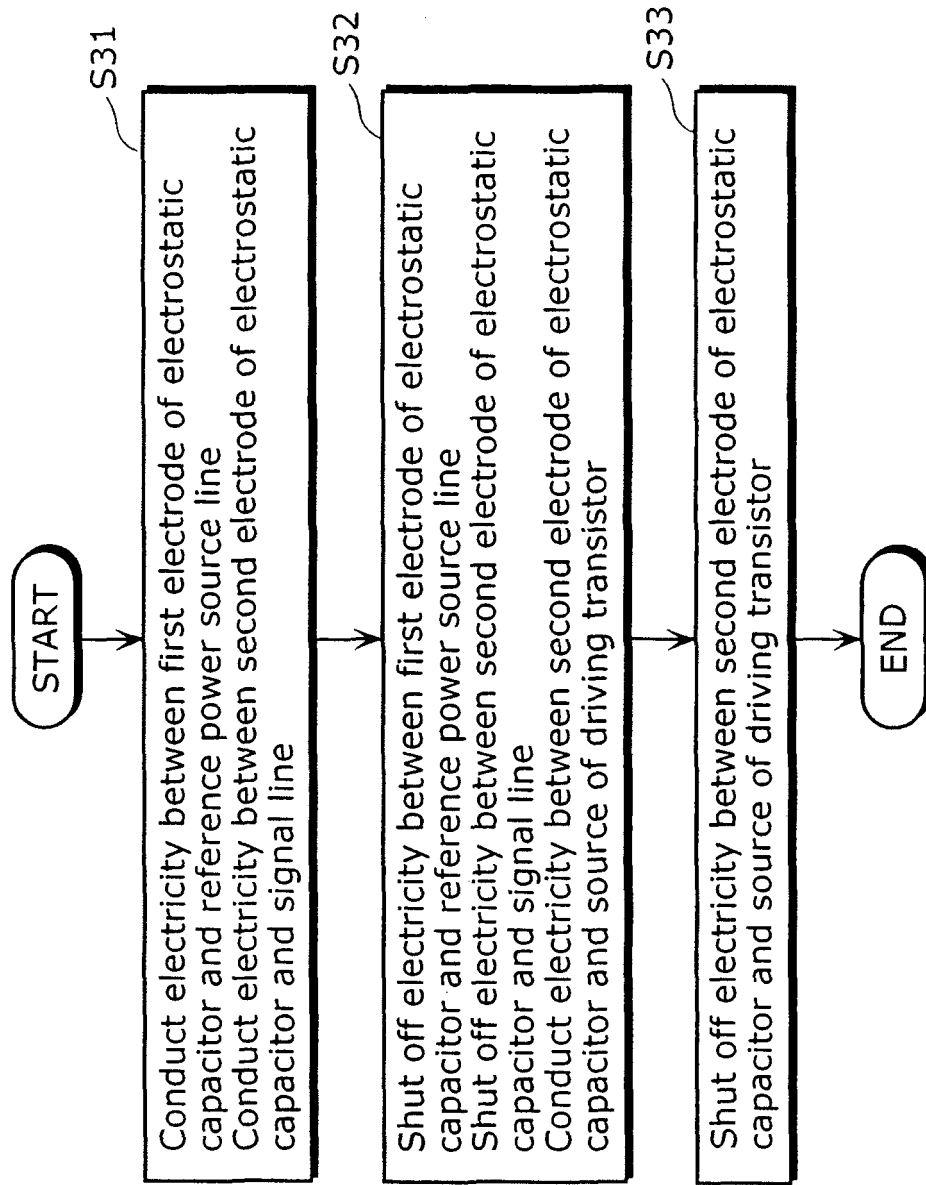 START
S31
Conduct electricity between first electrode of electrostatic
capacitor and reference power source line
Conduct electricity between second electrode of electrostatic
capacitor and signal line
S32
Shut off electricity between first electrode of electrostatic
capacitor and reference power source line
Shut off electricity between second electrode of electrostatic
capacitor and signal line
Conduct electricity between second electrode of electrostatic
capacitor and source of driving transistor
S33
Shut off electricity between second electrode of electrostatic
capacitor and source of driving transistor
END